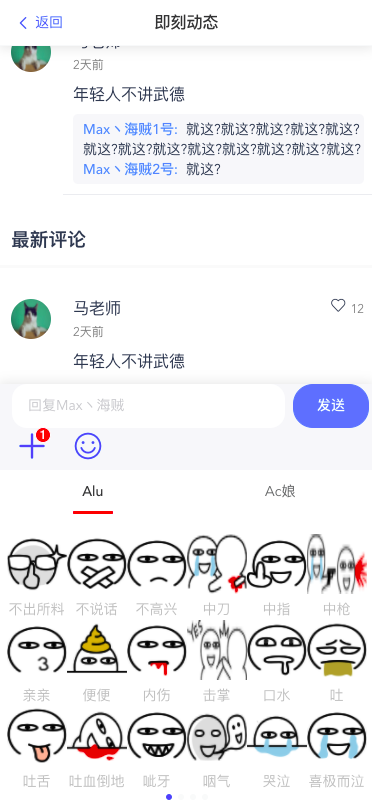 返回
即刻动态
马老师
2天前
年轻人不讲武德
Max丶海贼1号: 就这?就这?就这?就这?就这?
就这?就这?就这?就这?就这?就这?就这?就这?
Max丶海贼2号: 就这?
最新评论
马老师
12
2天前
年轻人不讲武德
回复Max丶海贼
发送
1
Alu
Ac娘
不出所料 不说话 不高兴 中刀 中指 中枪
YES
亲亲 便便 内伤 击掌 口水 吐
吐舌 吐血倒地 呲牙 咽气 哭泣 喜极而泣